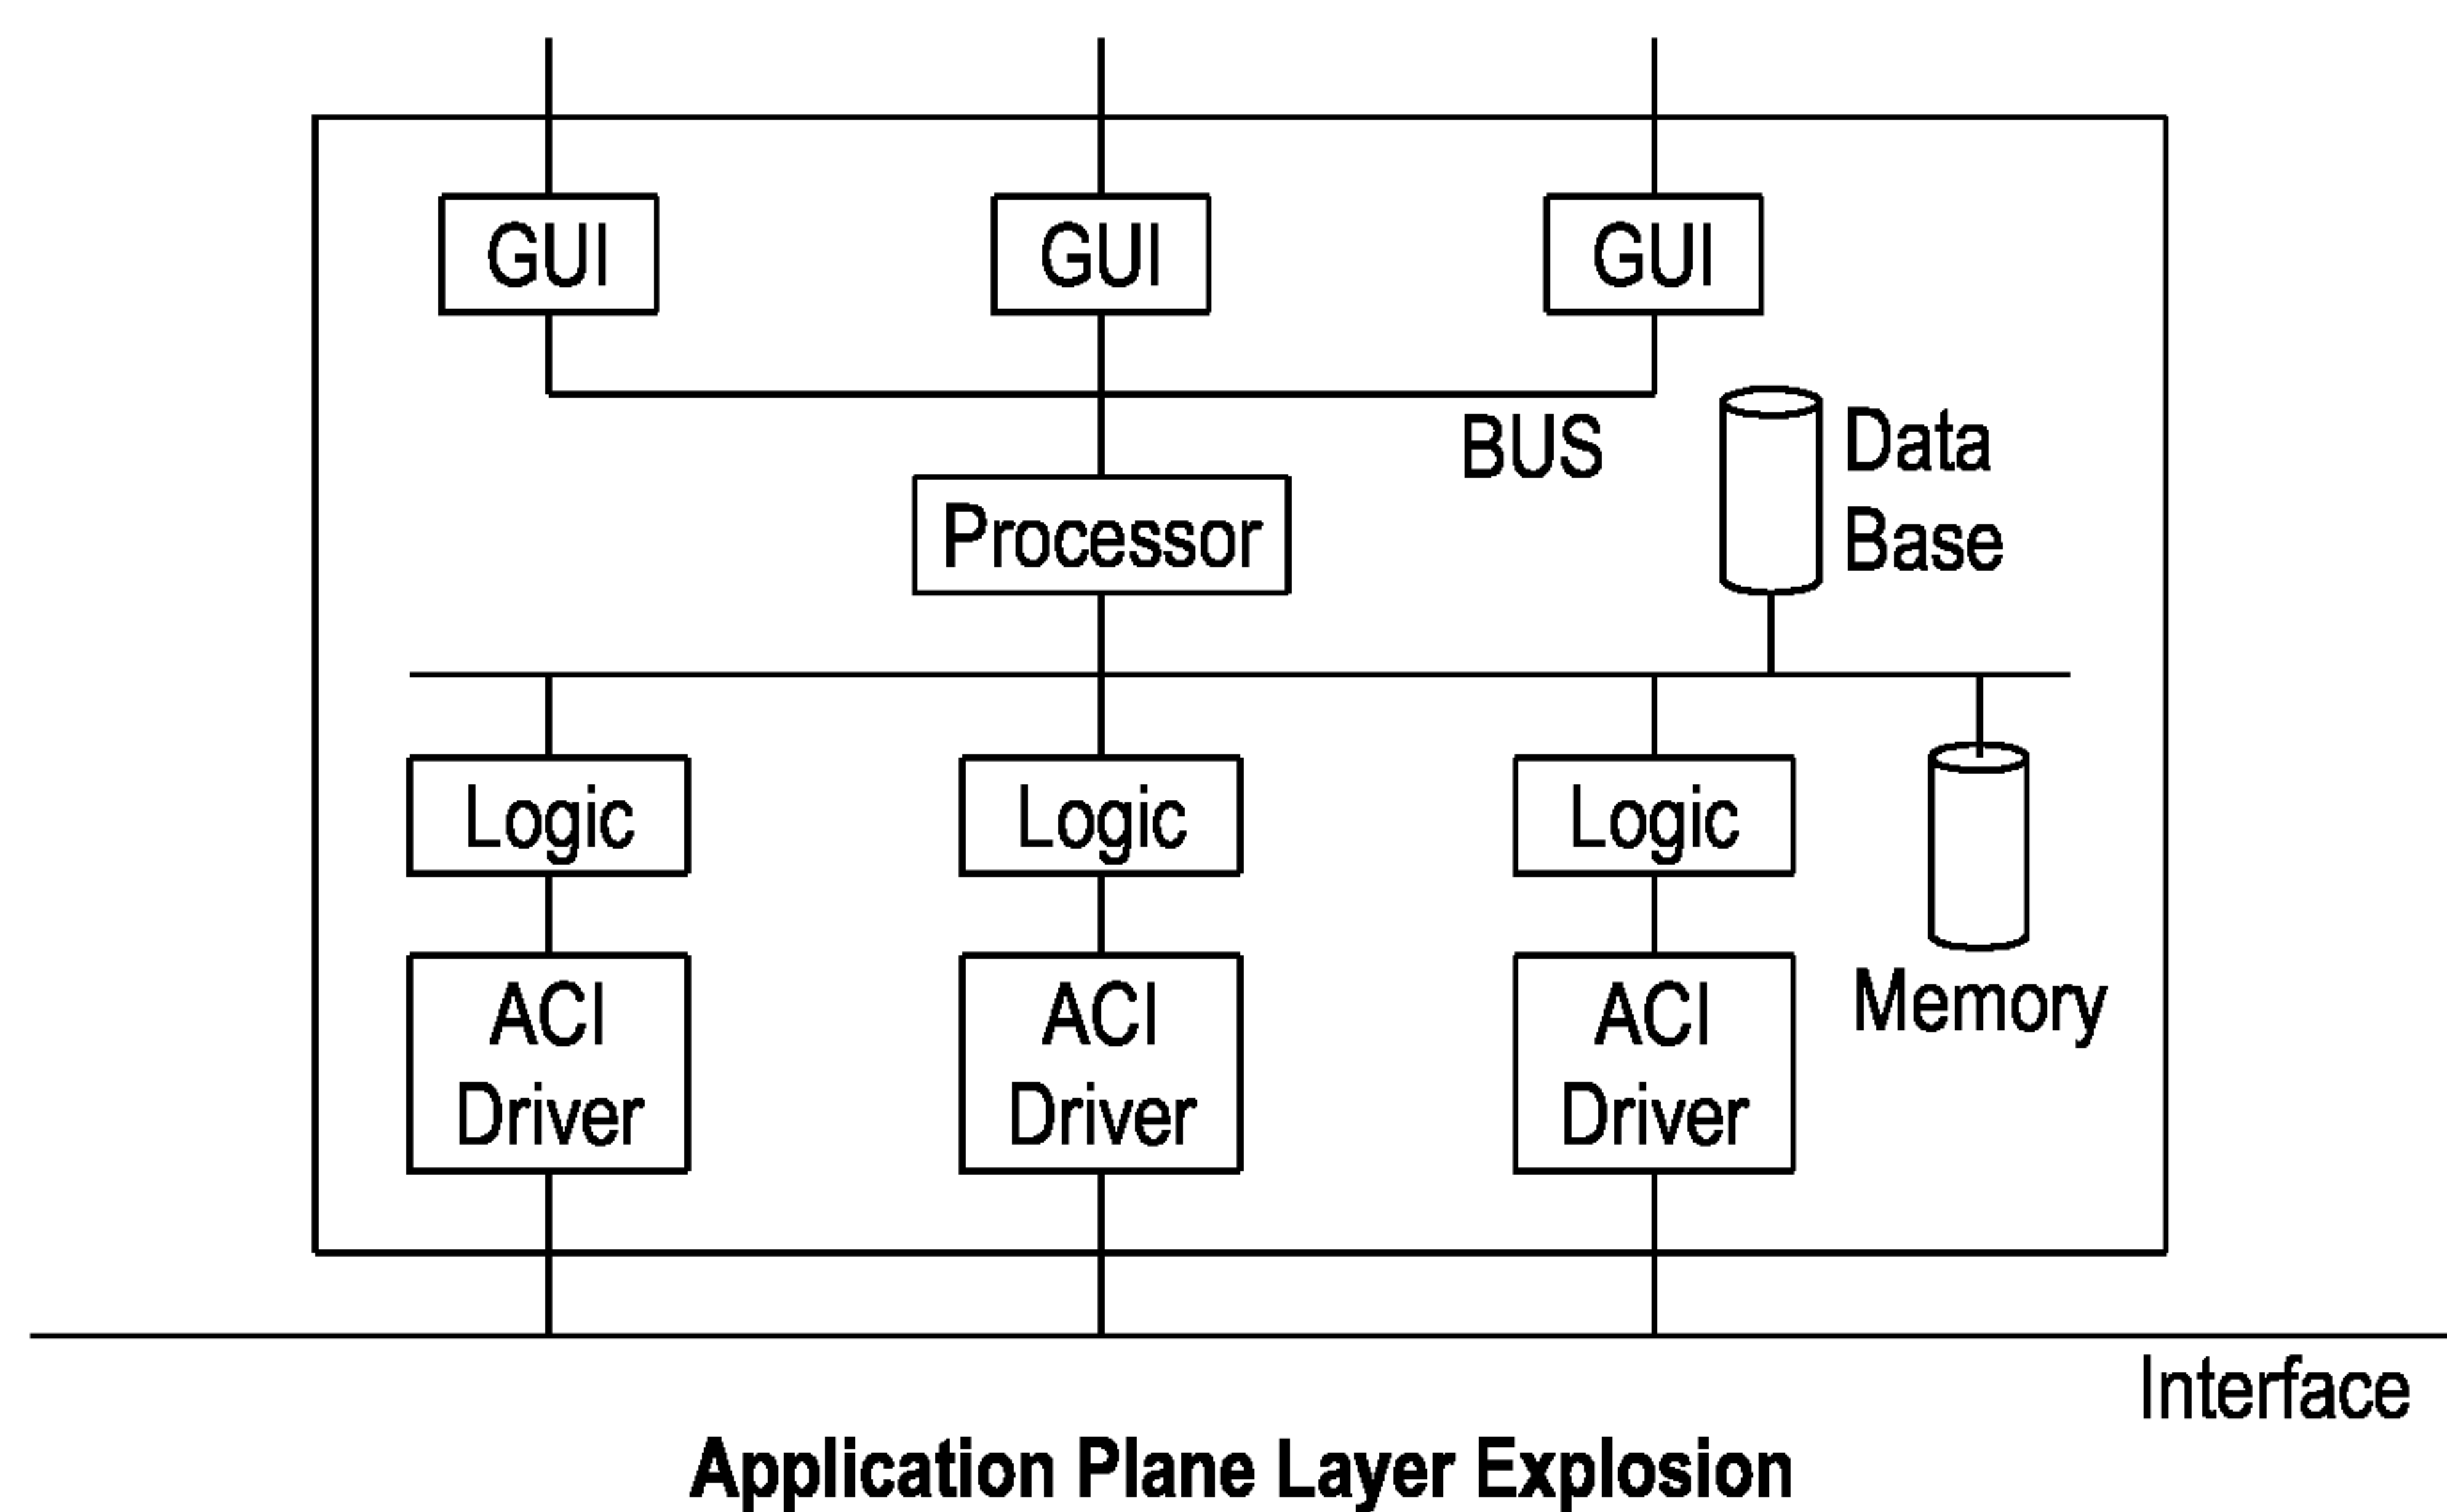 GUI
GUI
GUI
BUS
Data
Base
Processor
Logic
Logic
Logic
ACI
Driver
ACI
Driver
ACI
Driver
Memory
Interface
Application Plane Layer Explosion